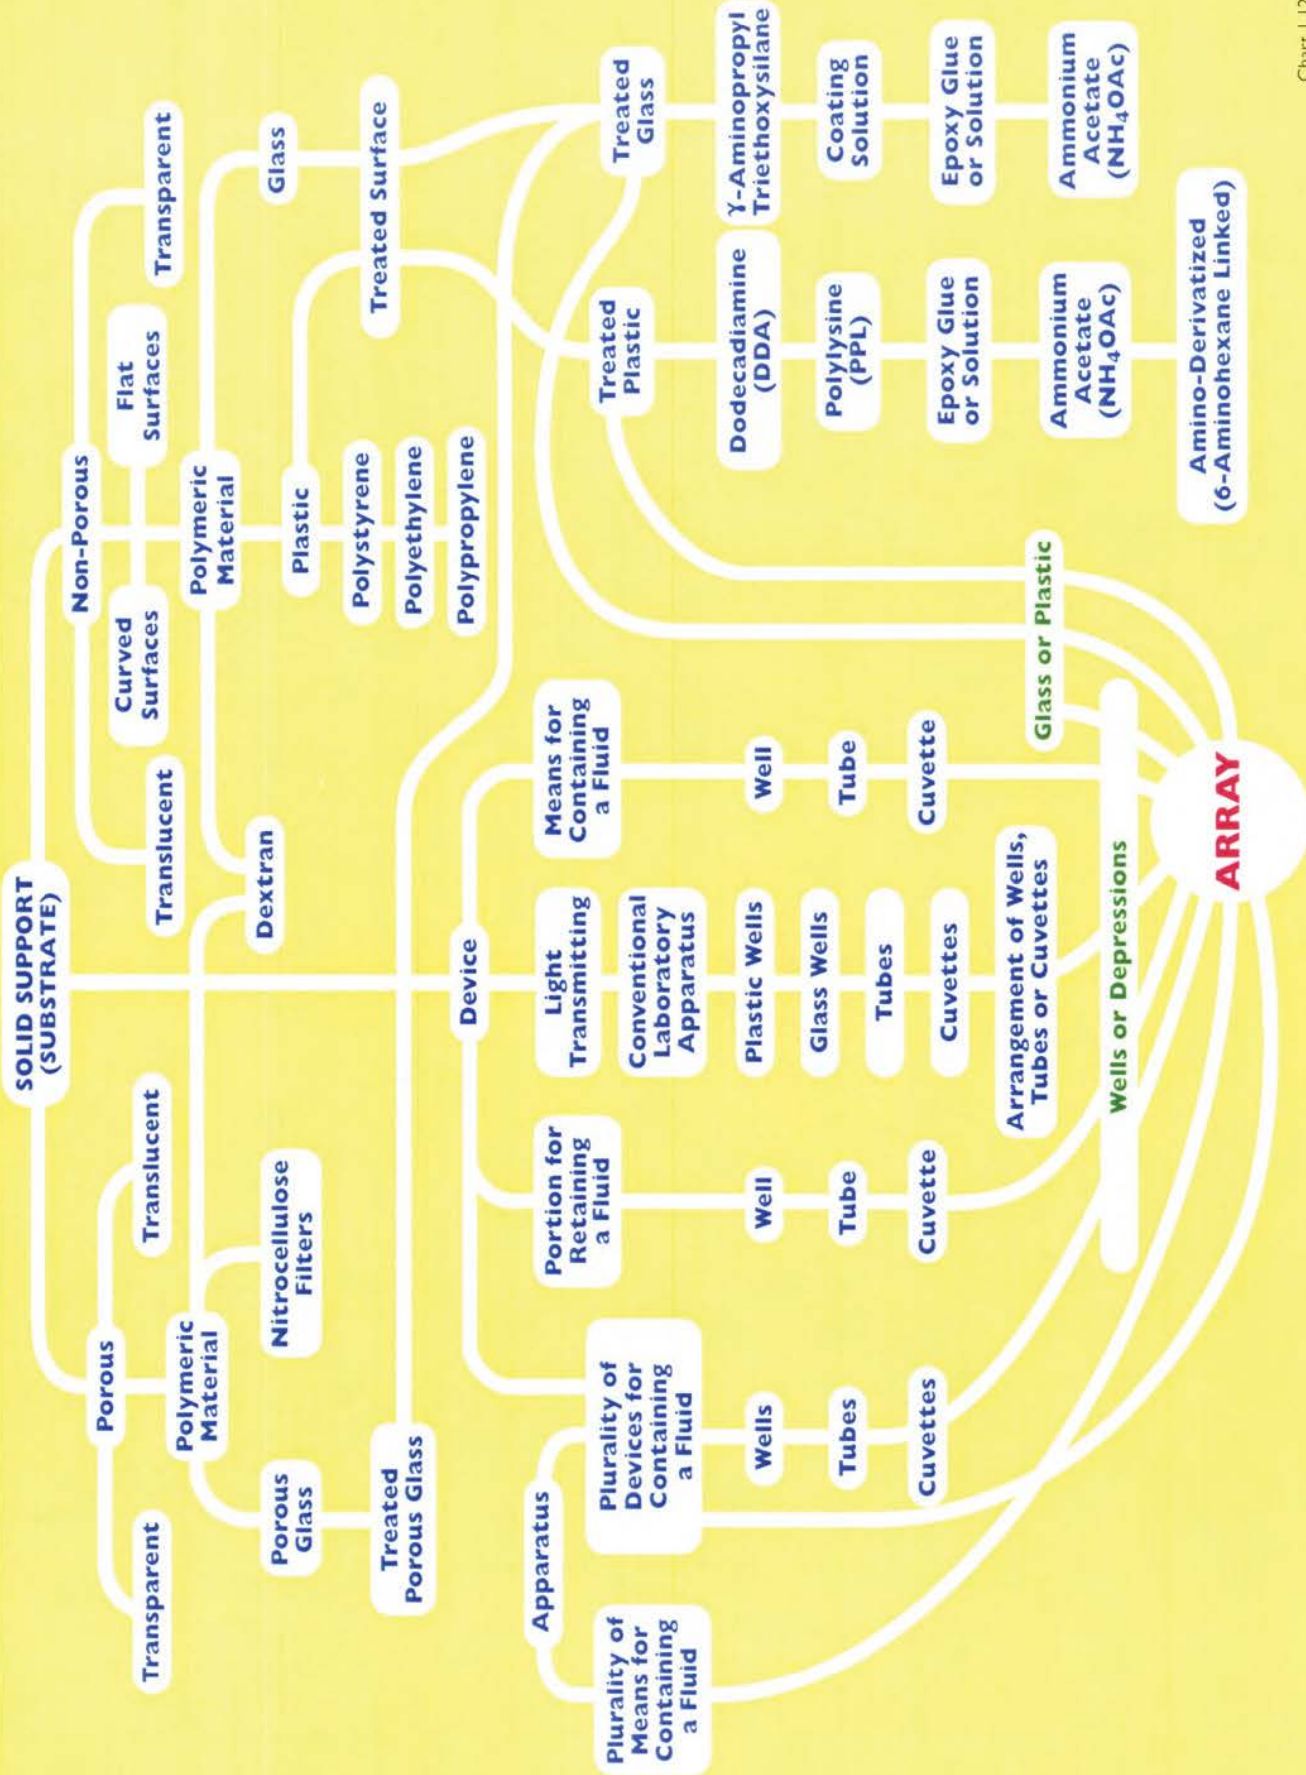 SOLID SUPPORT
(SUBSTRATE)
Porous
Non-Porous
Transparent
Translucent
Translucent
Curved
Surfaces
Flat
Surfaces
Transparent
Polymeric
Material
Polymeric
Material
Porous
Glass
Nitrocellulose
Filters
Dextran
Plastic
Glass
Polystyrene
Polyethylene
Polypropylene
Treated Surface
Treated
Porous Glass
Device
Apparatus
Plurality of
Means for
Containing
a Fluid
Plurality of
Devices for
Containing
a Fluid
Wells
Tubes
Cuvettes
Portion for
Retaining
a Fluid
Well
Tube
Cuvette
Light
Transmitting
Conventional
Laboratory
Apparatus
Plastic Wells
Glass Wells
Tubes
Cuvettes
Arrangement of Wells,
Tubes or Cuvettes
Means for
Containing
a Fluid
Well
Tube
Cuvette
Treated
Plastic
Dodecadiamine
(DDA)
Polylysine
(PPL)
Epoxy Glue
or Solution
Ammonium
Acetate
(NH₄OAc)
Amino-Derivatized
(6-Aminohexane Linked)
Treated
Glass
γ-Aminopropyl
Triethoxysilane
Coating
Solution
Epoxy Glue
or Solution
Ammonium
Acetate
(NH₄OAc)
Glass or Plastic
Wells or Depressions
ARRAY